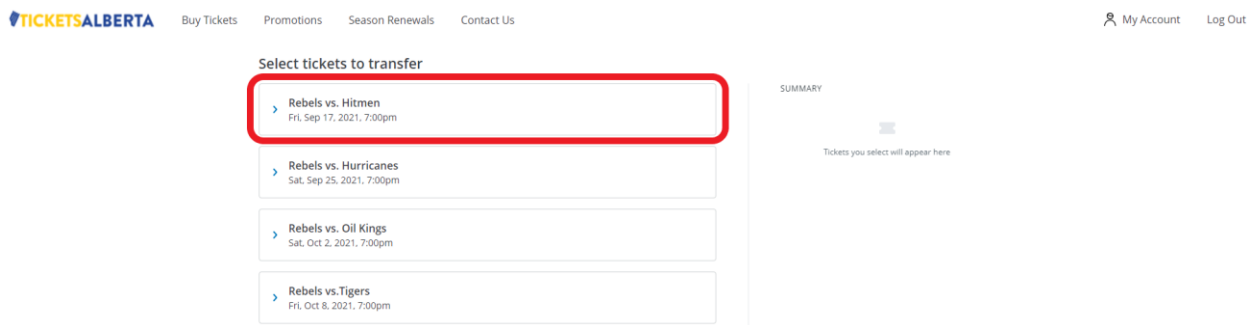 TICKETSALBERTA Buy Tickets Promotions Season Renewals Contact Us My Account Log Out
Select tickets to transfer
Rebels vs. Hitmen
Fri, Sep 17, 2021, 7:00pm
Rebels vs. Hurricanes
Sat, Sep 25, 2021, 7:00pm
Rebels vs. Oil Kings
Sat, Oct 2, 2021, 7:00pm
Rebels vs.Tigers
Fri, Oct 8, 2021, 7:00pm
SUMMARY
Tickets you select will appear here